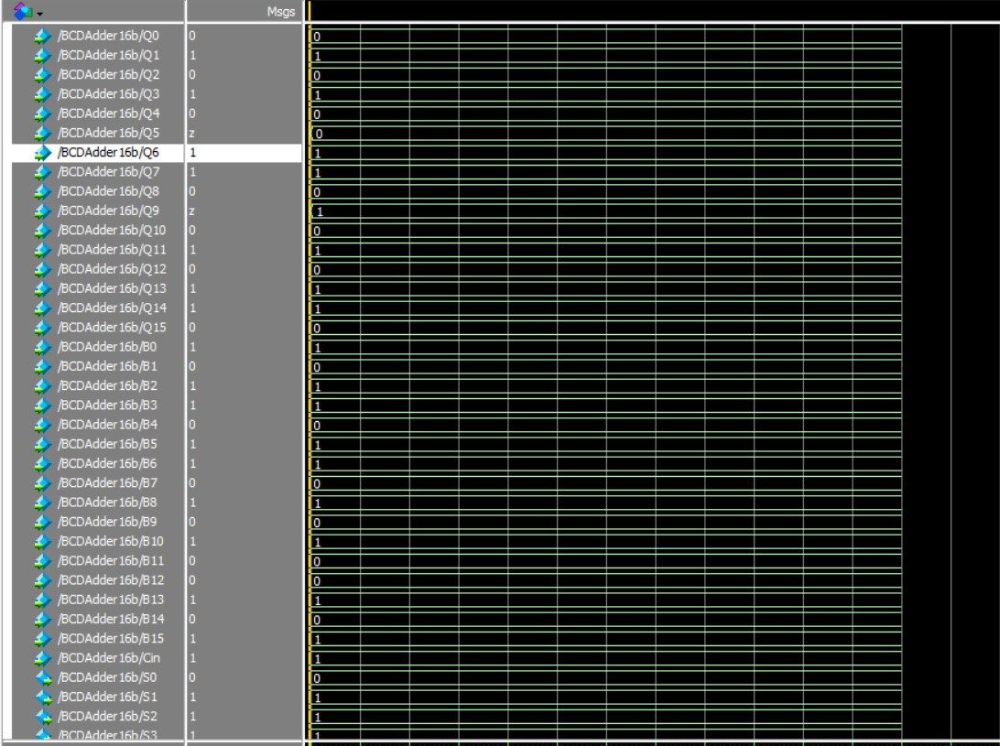 Msgs
/BCDAdder16b/Q0 0 0
/BCDAdder16b/Q1 1 1
/BCDAdder16b/Q2 0 0
/BCDAdder16b/Q3 1 1
/BCDAdder16b/Q4 0 0
/BCDAdder16b/Q5 z 0
/BCDAdder16b/Q6 1 1
/BCDAdder16b/Q7 1 1
/BCDAdder16b/Q8 0 0
/BCDAdder16b/Q9 z 1
/BCDAdder16b/Q10 0 0
/BCDAdder16b/Q11 1 1
/BCDAdder16b/Q12 0 0
/BCDAdder16b/Q13 1 1
/BCDAdder16b/Q14 1 1
/BCDAdder16b/Q15 0 0
/BCDAdder16b/B0 1 1
/BCDAdder16b/B1 0 0
/BCDAdder16b/B2 1 1
/BCDAdder16b/B3 1 1
/BCDAdder16b/B4 0 0
/BCDAdder16b/B5 1 1
/BCDAdder16b/B6 1 1
/BCDAdder16b/B7 0 0
/BCDAdder16b/B8 1 1
/BCDAdder16b/B9 0 0
/BCDAdder16b/B10 1 1
/BCDAdder16b/B11 0 0
/BCDAdder16b/B12 0 0
/BCDAdder16b/B13 1 1
/BCDAdder16b/B14 0 0
/BCDAdder16b/B15 1 1
/BCDAdder16b/Cin 1 1
/BCDAdder16b/S0 0 0
/BCDAdder16b/S1 1 1
/BCDAdder16b/S2 1 1
/BCDAdder16b/S3 1 1